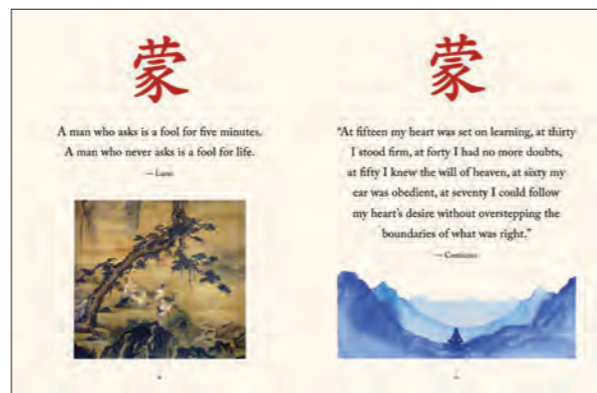 蒙
A man who asks is a fool for five minutes.
A man who never asks is a fool for life.
蒙
“At fifteen my heart was set on learning, at thirty
I stood firm, at forty I had no more doubts,
at fifty I knew the will of heaven, at sixty my
ear was obedient, at seventy I could follow
my heart’s desire without overstepping the
boundaries of what was right.”
— Confucius